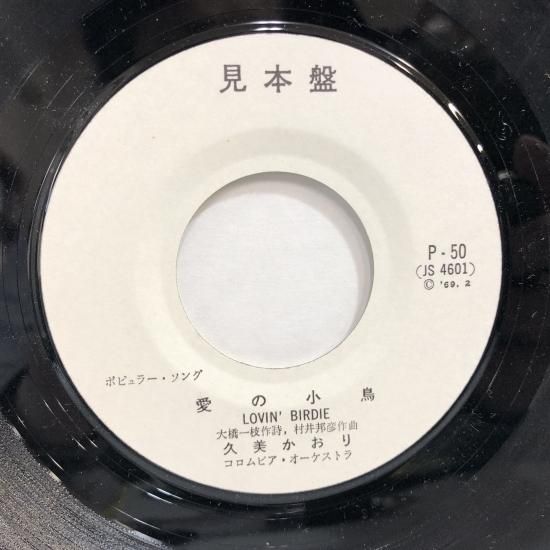 見本盤
P-50
(JS 4601)
© '69. 2
ポピュラー・ソング
愛の小鳥
LOVIN' BIRDIE
大橋一枝作詩, 村井邦彦作曲
久美かおり
コロムビア・オーケストラ